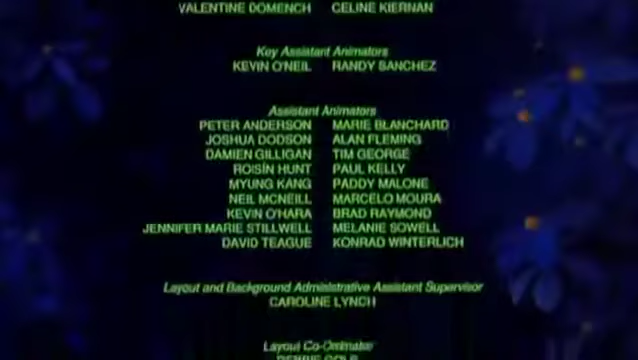 VALENTINE DOMENCH CELINE KIERNAN
Key Assistant Animators
KEVIN O'NEIL RANDY SANCHEZ
Assistant Animators
PETER ANDERSON MARIE BLANCHARD
JOSHUA DODSON ALAN FLEMING
DAMIEN GILLIGAN TIM GEORGE
ROISÍN HUNT PAUL KELLY
MYUNG KANG PADDY MALONE
NEIL MCNEILL MARCELO MOURA
KEVIN O'HARA BRAD RAYMOND
JENNIFER MARIE STILLWELL MELANIE SOWELL
DAVID TEAGUE KONRAD WINTERLICH
Layout and Background Administrative Assistant Supervisor
CAROLINE LYNCH
Layout